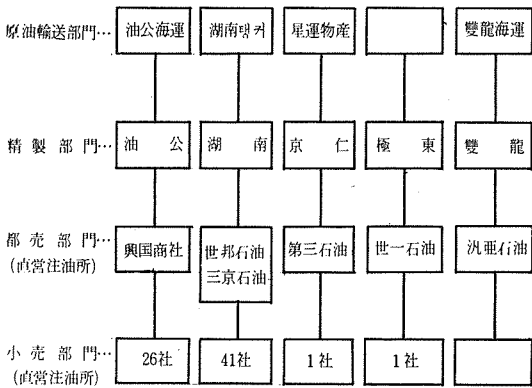 原油輸送部門… 油公海運 湖南탱커 星運物産 雙龍海運
精製部門… 油公 湖南 京仁 極東 雙龍
都売部門… 興国商社 世邦石油 第三石油 世一石油 汎亜石油
(直営注油所) 三京石油
小売部門… 26社 41社 1社 1社
(直営注油所)